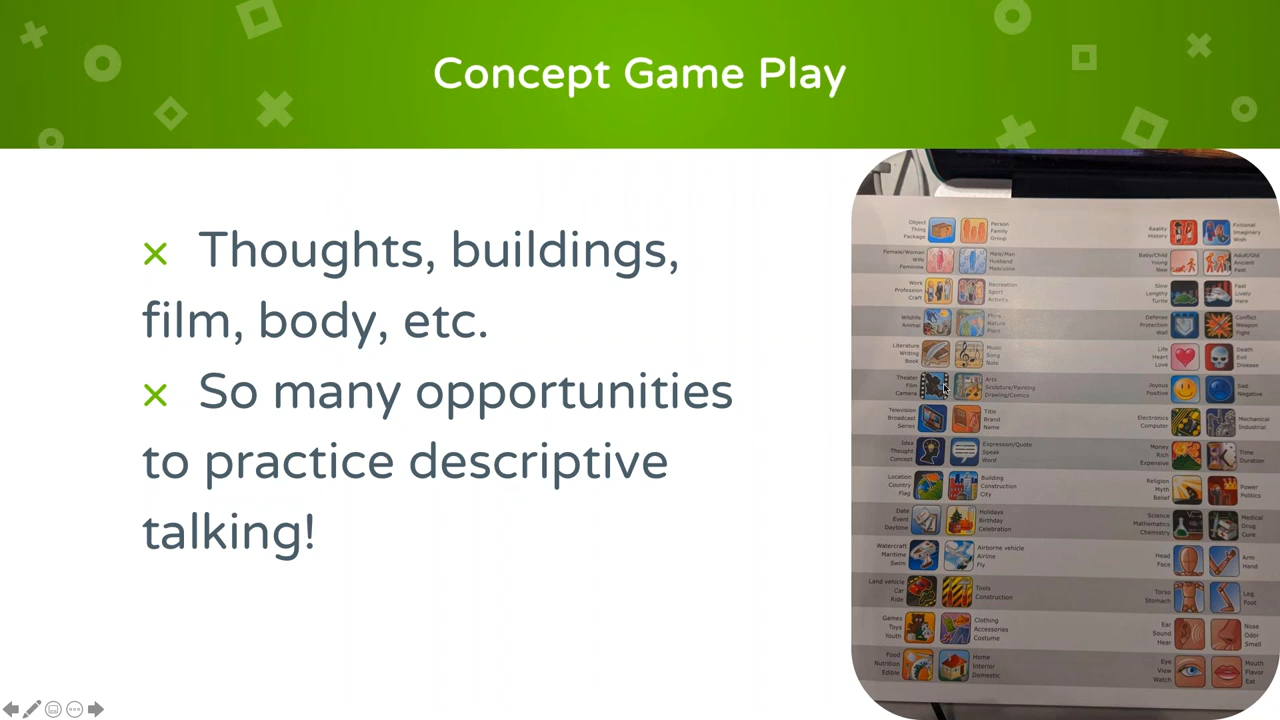 Concept Game Play
× Thoughts, buildings,
film, body, etc.
× So many opportunities
to practice descriptive
talking!
Object
Thing
Package
Person
Family
Group
Reality
History
Fictional
Imaginary
Wish
Female/Woman
Wife
Feminine
Male/Man
Husband
Masculine
Baby/Child
Young
New
Adult/Old
Ancient
Past
Work
Profession
Craft
Recreation
Sport
Activity
Slow
Lengthy
Turtle
Fast
Lively
Hare
Wildlife
Animal
Flora
Nature
Plant
Defense
Protection
Wall
Conflict
Weapon
Fight
Literature
Writing
Book
Music
Song
Note
Life
Heart
Love
Death
Evil
Disease
Theater
Film
Camera
Arts
Sculpture/Painting
Drawing/Comics
Joyous
Positive
Sad
Negative
Television
Broadcast
Series
Title
Brand
Name
Electronics
Computer
Mechanical
Industrial
Idea
Thought
Concept
Expression/Quote
Speak
Word
Money
Rich
Expensive
Time
Duration
Location
Country
Flag
Building
Construction
City
Religion
Myth
Belief
Power
Politics
Date
Event
Daytime
Holidays
Birthday
Celebration
Science
Mathematics
Chemistry
Medical
Drug
Cure
Watercraft
Maritime
Swim
Airborne vehicle
Airline
Fly
Head
Face
Arm
Hand
Land vehicle
Car
Ride
Tools
Construction
Torso
Stomach
Leg
Foot
Games
Toys
Youth
Clothing
Accessories
Costume
Ear
Sound
Hear
Nose
Odor
Smell
Food
Nutrition
Edible
Home
Interior
Domestic
Eye
View
Watch
Mouth
Flavor
Eat